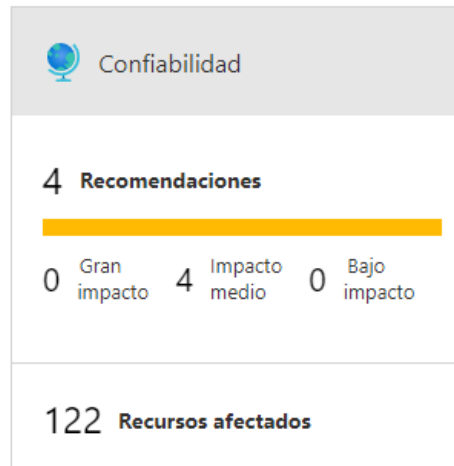 Confiabilidad
4 Recomendaciones
0 Gran impacto 4 Impacto medio 0 Bajo impacto
122 Recursos afectados